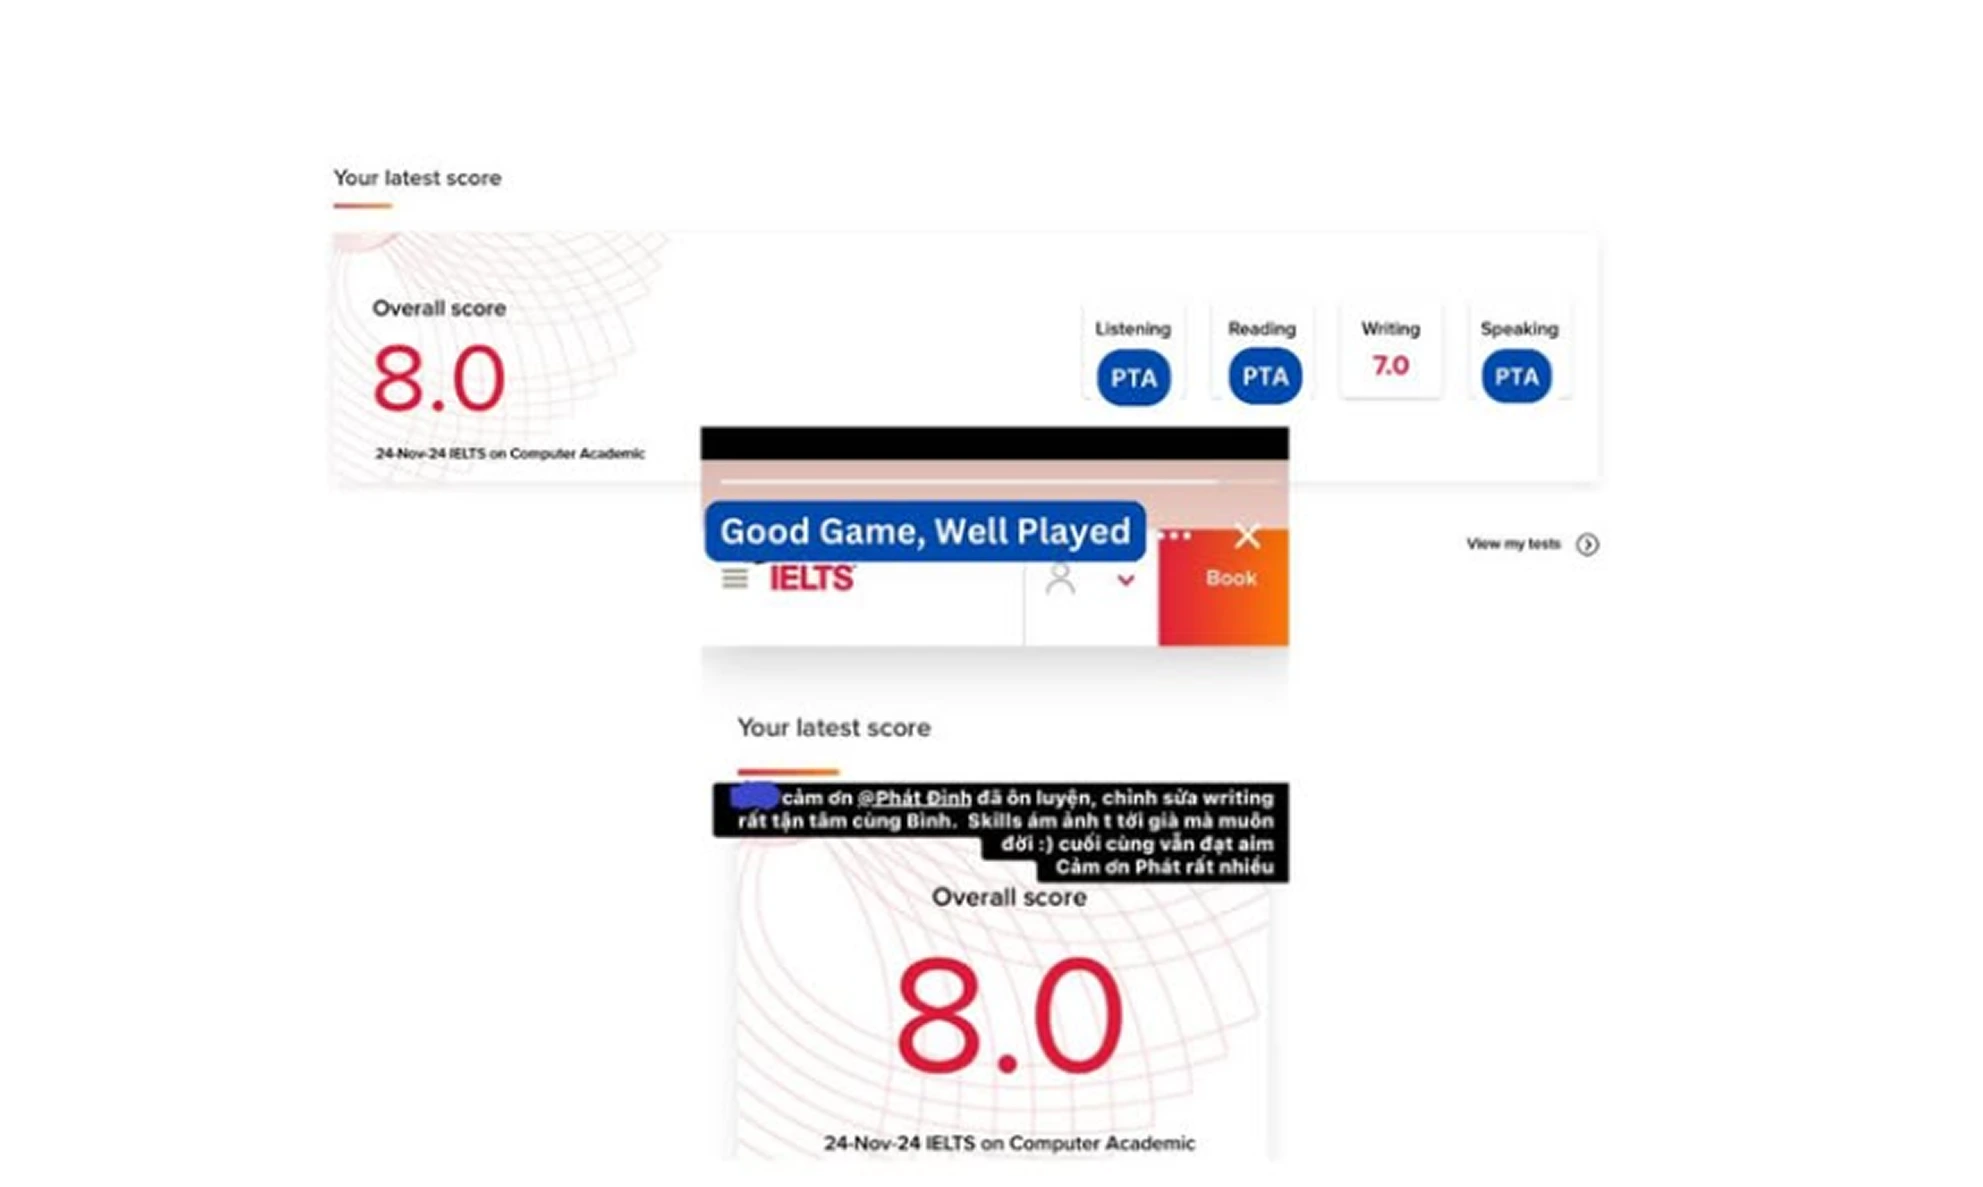 Your latest score
Overall score
8.0
24-Nov-24 IELTS on Computer Academic
Listening
PTA
Reading
PTA
Writing
7.0
Speaking
PTA
Good Game, Well Played
IELTS
Book
View my tests
Your latest score
cảm ơn @Phát Đinh đã ôn luyện, chỉnh sửa writing
rất tận tâm cùng Bình. Skills ám ảnh t tới già mà muôn
đời :) cuối cùng vẫn đạt aim
Cảm ơn Phát rất nhiều
Overall score
8.0
24-Nov-24 IELTS on Computer Academic